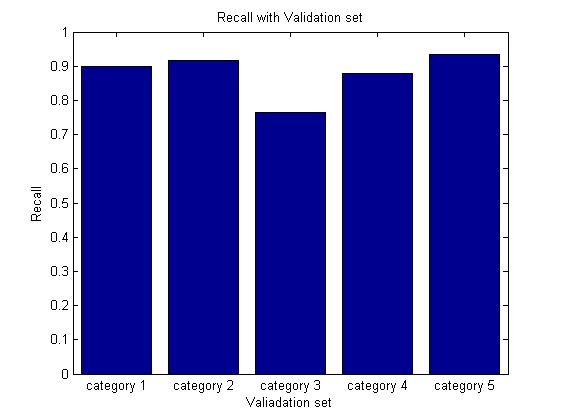 Recall with Validation set
1
0.9
0.8
0.7
0.6
0.5
0.4
0.3
0.2
0.1
0
Recall
category 1 category 2 category 3 category 4 category 5
Valiadation set